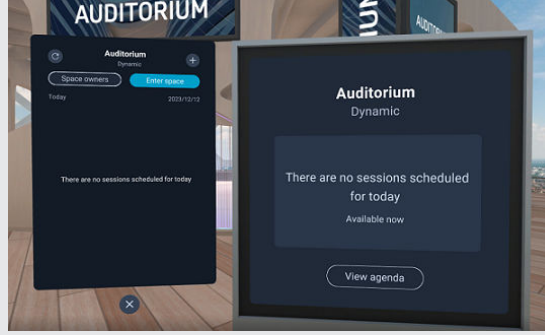 AUDITORIUM
Auditorium
Dynamic
Space owners
Enter space
Today
2023/12/12
There are no sessions scheduled for today
AUDITORIUM
Auditorium
Dynamic
There are no sessions scheduled
for today
Available now
View agenda